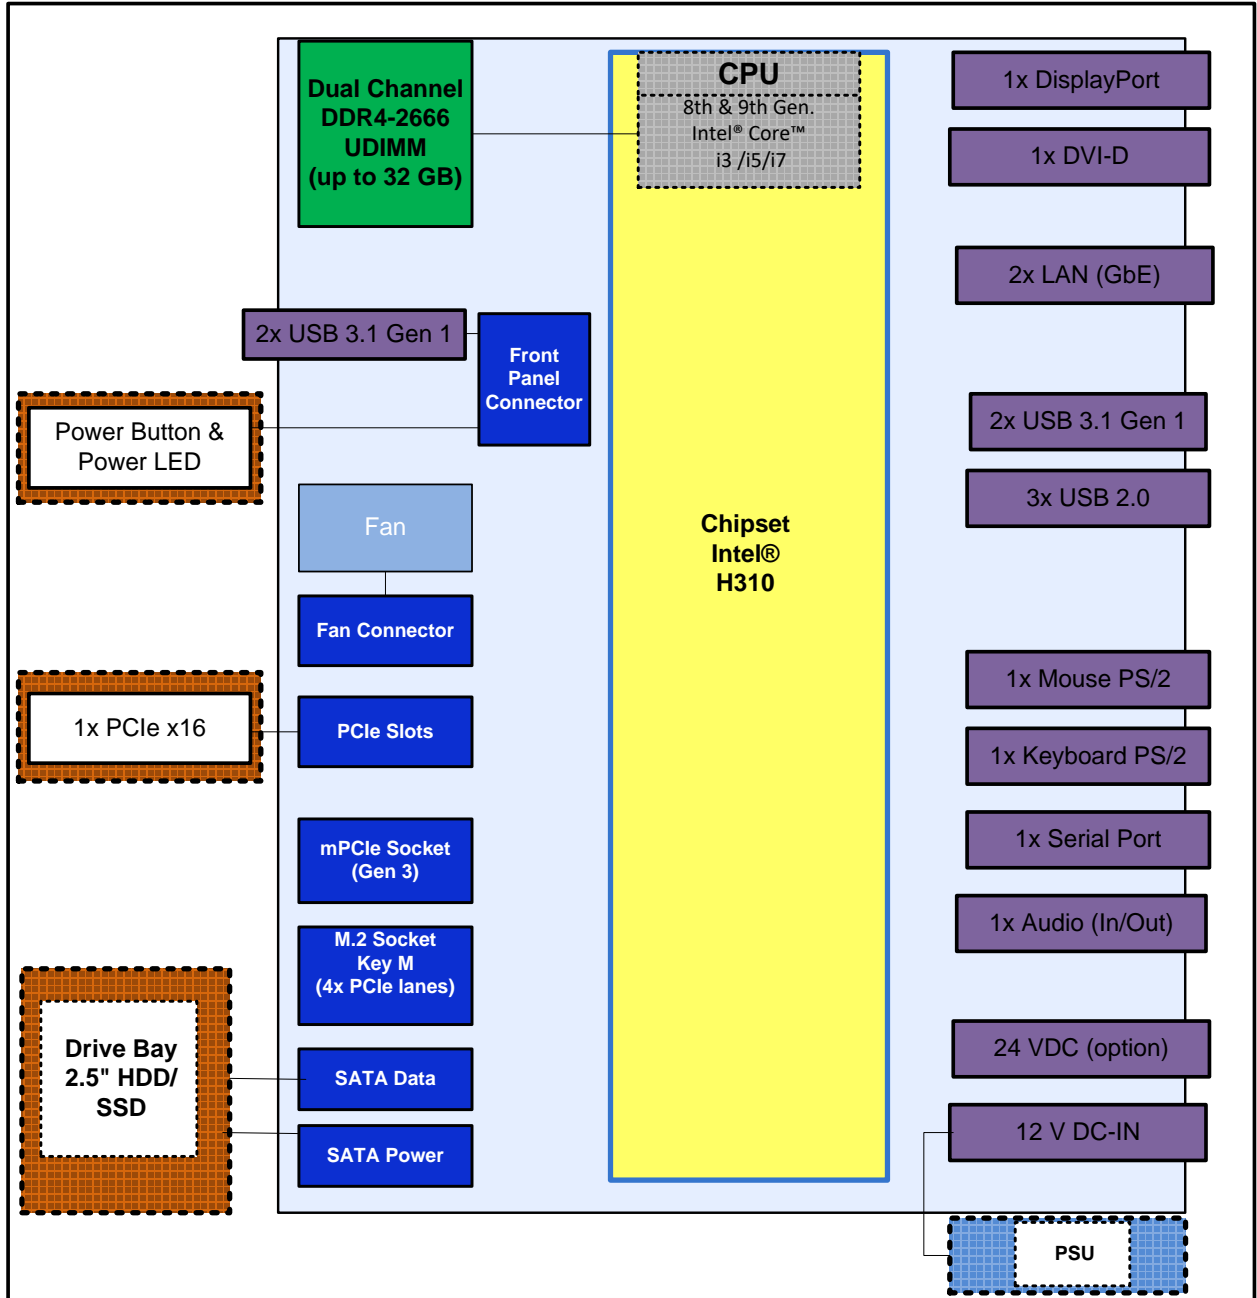 Dual Channel
DDR4-2666
UDIMM
(up to 32 GB)
CPU
8th & 9th Gen.
Intel® Core™
i3 /i5/i7
1x DisplayPort
1x DVI-D
2x LAN (GbE)
2x USB 3.1 Gen 1
Front
Panel
Connector
Power Button &
Power LED
2x USB 3.1 Gen 1
3x USB 2.0
Fan
Chipset
Intel®
H310
Fan Connector
1x Mouse PS/2
1x PCIe x16
PCIe Slots
1x Keyboard PS/2
mPCIe Socket
(Gen 3)
1x Serial Port
M.2 Socket
Key M
(4x PCIe lanes)
1x Audio (In/Out)
Drive Bay
2.5" HDD/
SSD
SATA Data
24 VDC (option)
SATA Power
12 V DC-IN
PSU